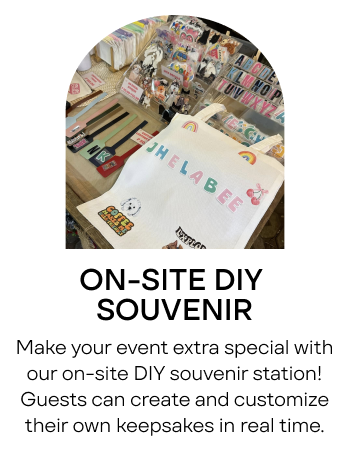 JHELABEE
ON-SITE DIY
SOUVENIR
Make your event extra special with
our on-site DIY souvenir station!
Guests can create and customize
their own keepsakes in real time.